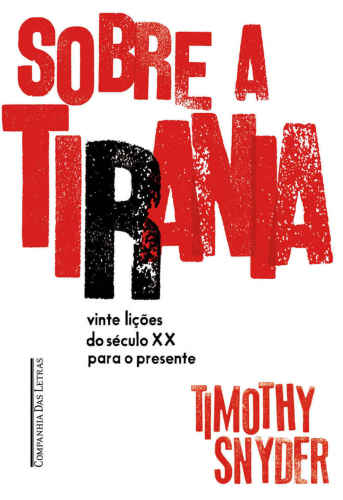 SOBRE A
TIRANIA
vinte lições
do século XX
para o presente
COMPANHIA DAS LETRAS
TIMOTHY
SNYDER